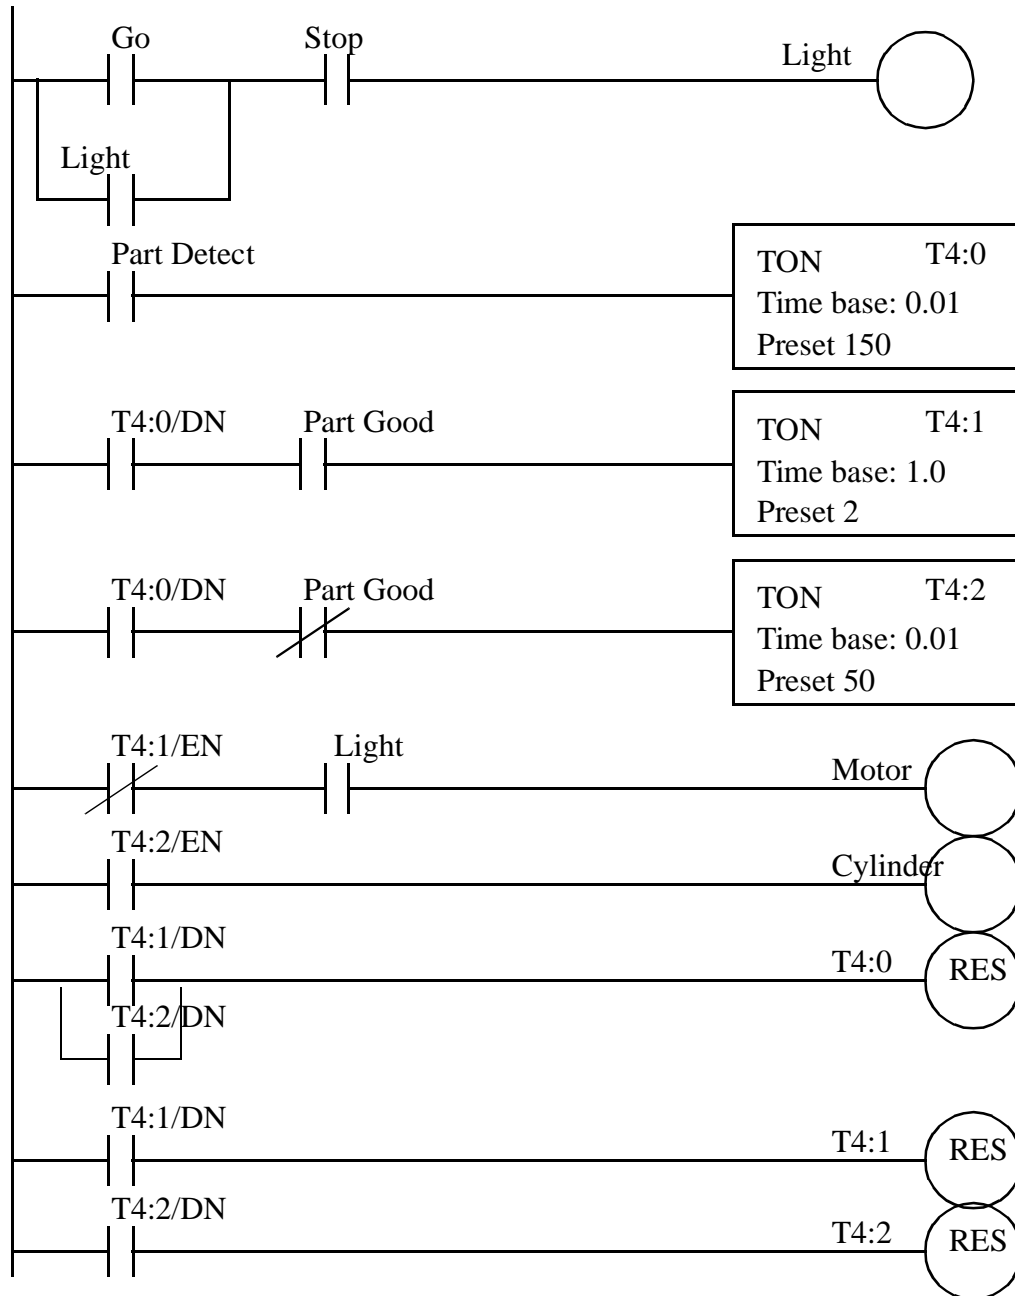 Go Stop Light
Light
Part Detect
TON T4:0
Time base: 0.01
Preset 150
T4:0/DN Part Good
TON T4:1
Time base: 1.0
Preset 2
T4:0/DN Part Good
TON T4:2
Time base: 0.01
Preset 50
T4:1/EN Light Motor
T4:2/EN Cylinder
T4:1/DN T4:0 RES
T4:2/DN
T4:1/DN T4:1 RES
T4:2/DN T4:2 RES